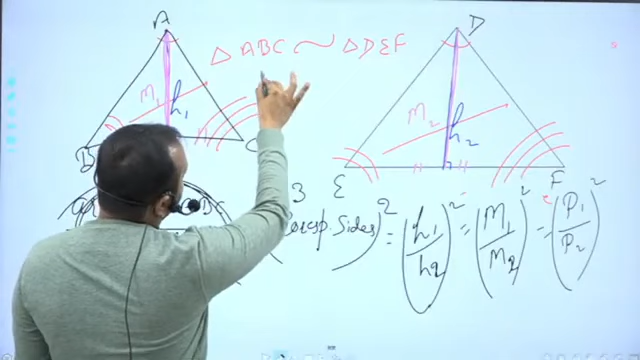 A
D
△ ABC ~ △ DEF
M₁
h₁
M₂
h₂
B
C
E
F
3
(Corresp. Sides)² = (h₁/h₂)² = (M₁/M₂)² = (P₁/P₂)²